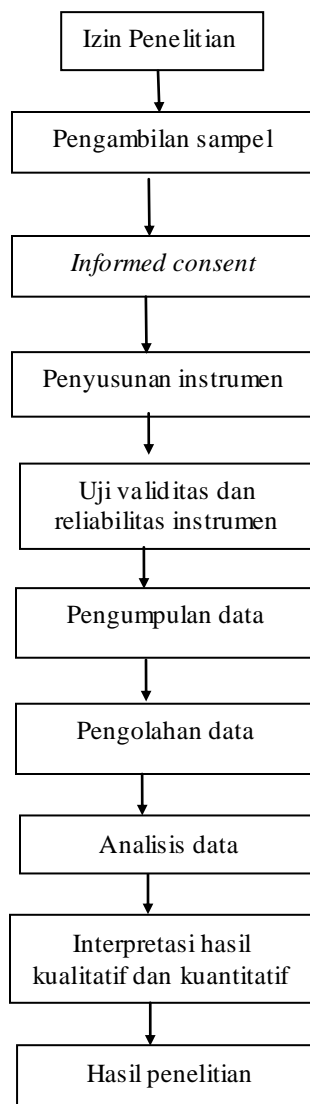 Izin Penelitian
Pengambilan sampel
Informed consent
Penyusunan instrumen
Uji validitas dan
reliabilitas instrumen
Pengumpulan data
Pengolahan data
Analisis data
Interpretasi hasil
kualitatif dan kuantitatif
Hasil penelitian